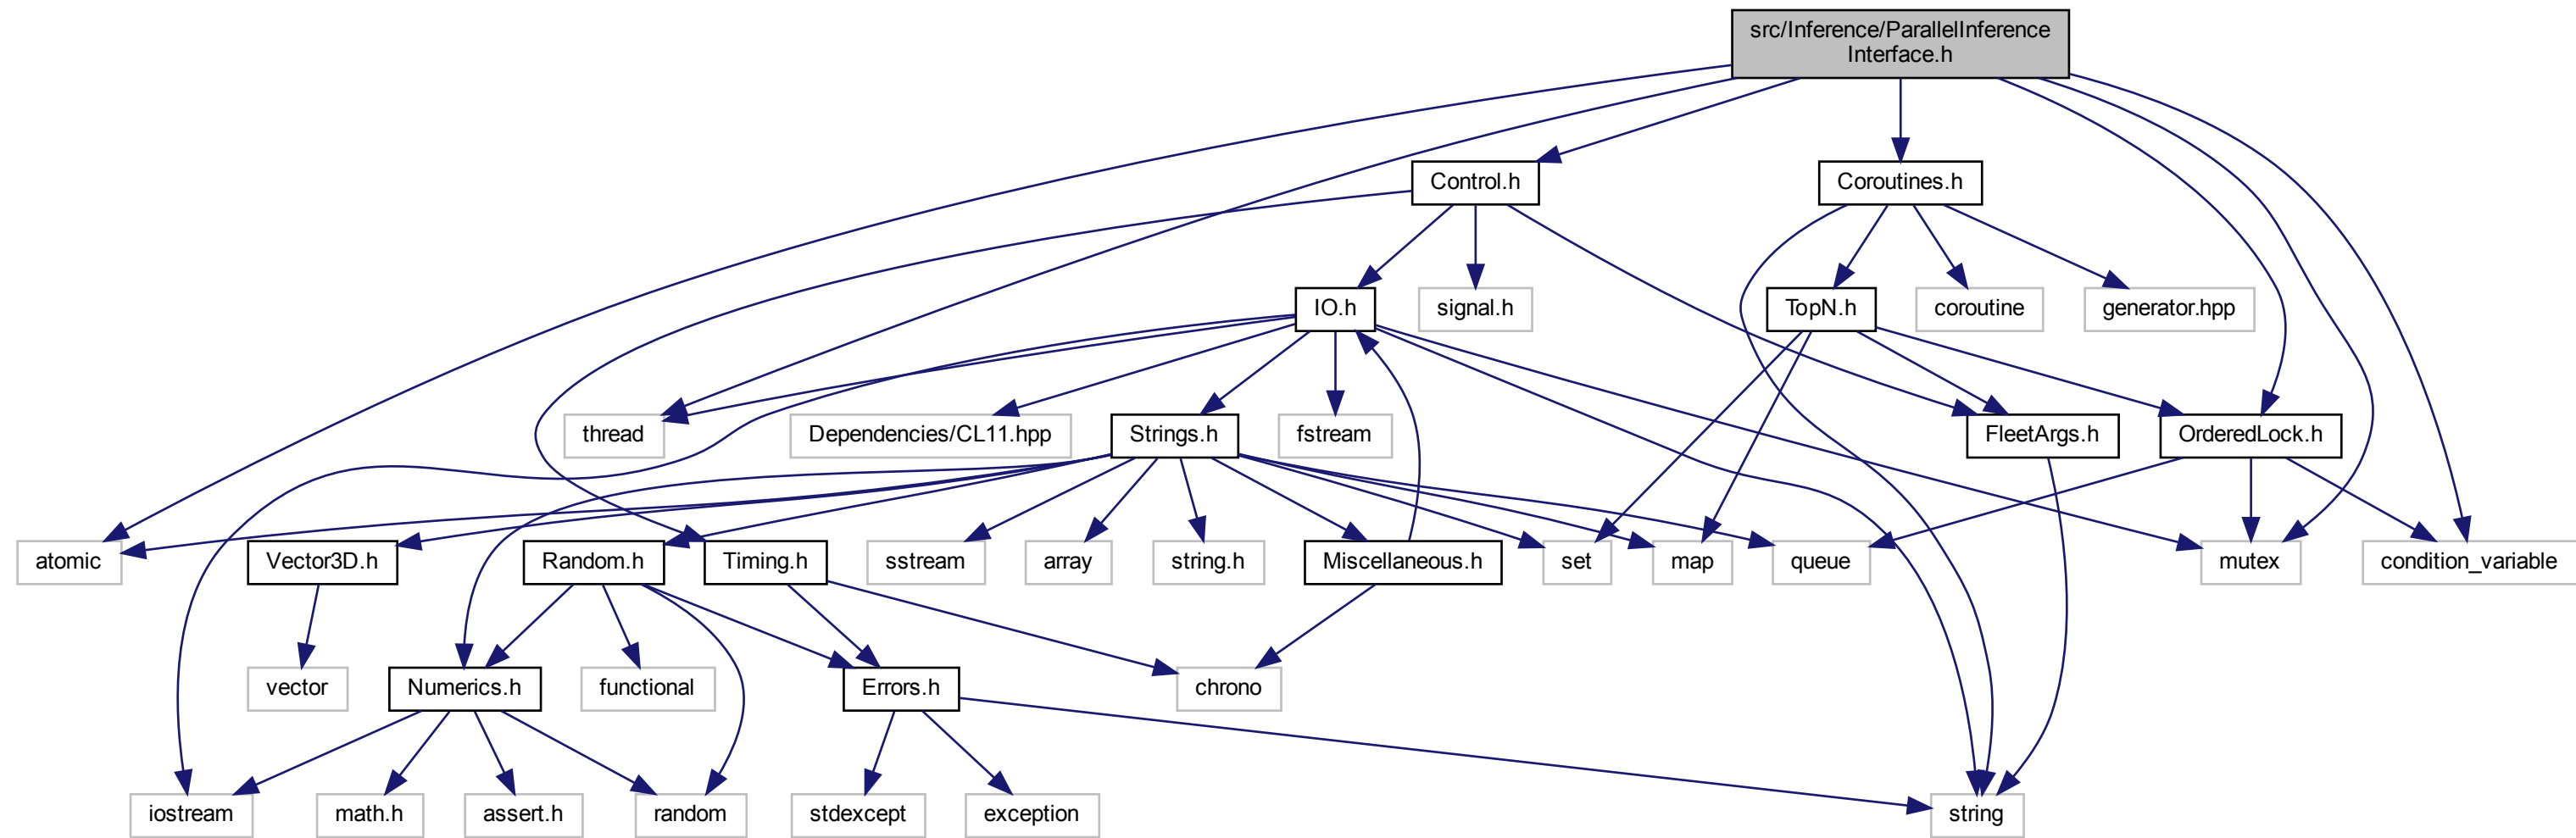 src/Inference/ParallelInference
Interface.h
Control.h
Coroutines.h
IO.h
signal.h
TopN.h
coroutine
generator.hpp
thread
Dependencies/CL11.hpp
Strings.h
fstream
FleetArgs.h
OrderedLock.h
atomic
Vector3D.h
Random.h
Timing.h
sstream
array
string.h
Miscellaneous.h
set
map
queue
mutex
condition_variable
vector
Numerics.h
functional
Errors.h
chrono
iostream
math.h
assert.h
random
stdexcept
exception
string